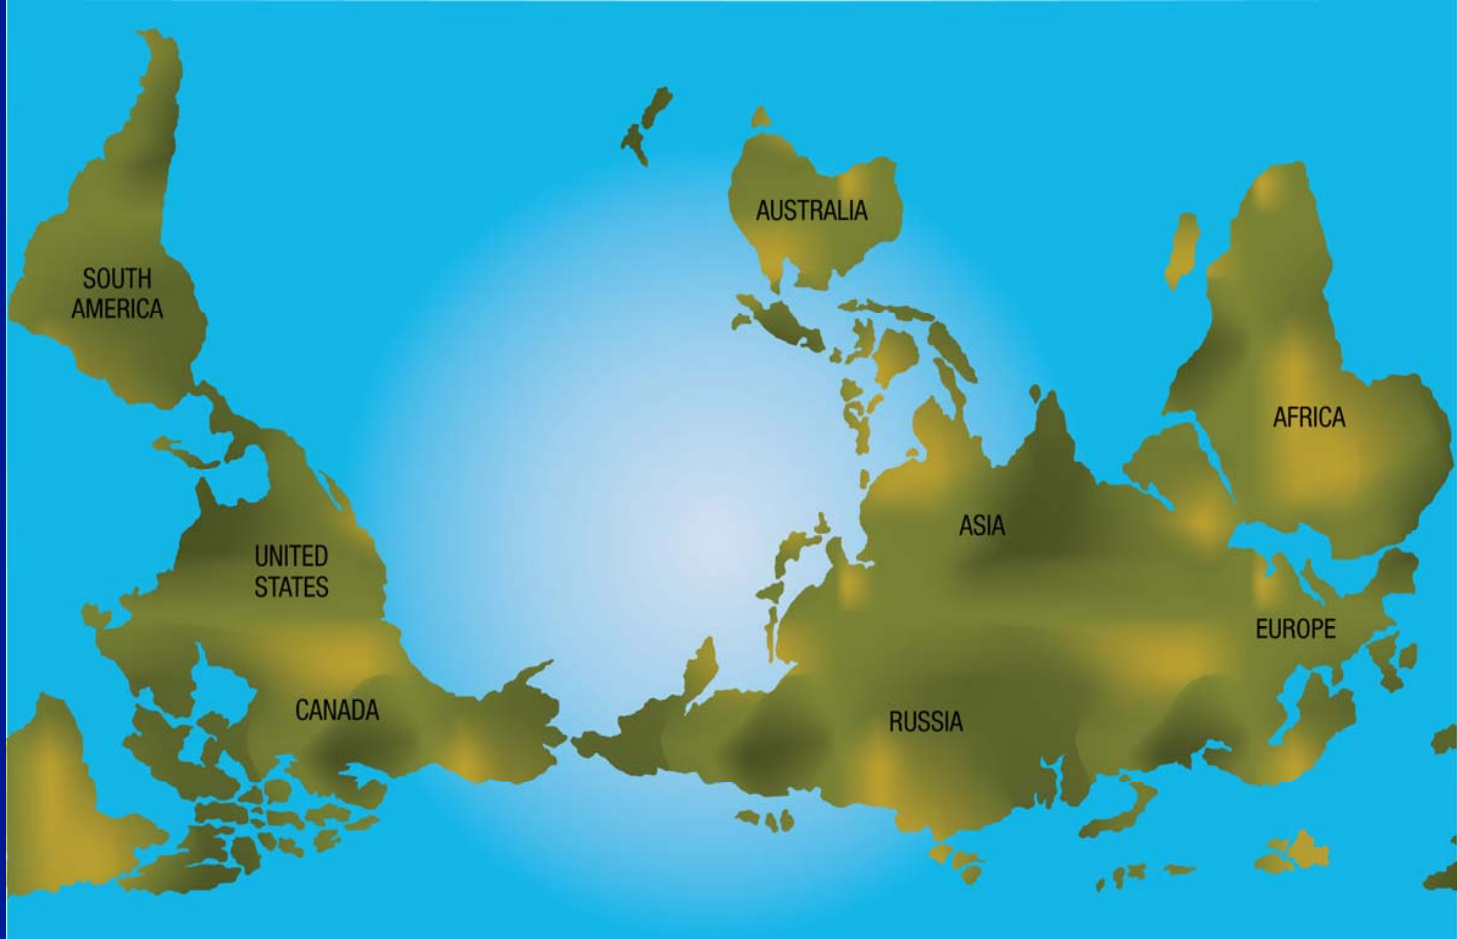 AUSTRALIA
SOUTH
AMERICA
AFRICA
ASIA
UNITED
STATES
EUROPE
CANADA
RUSSIA